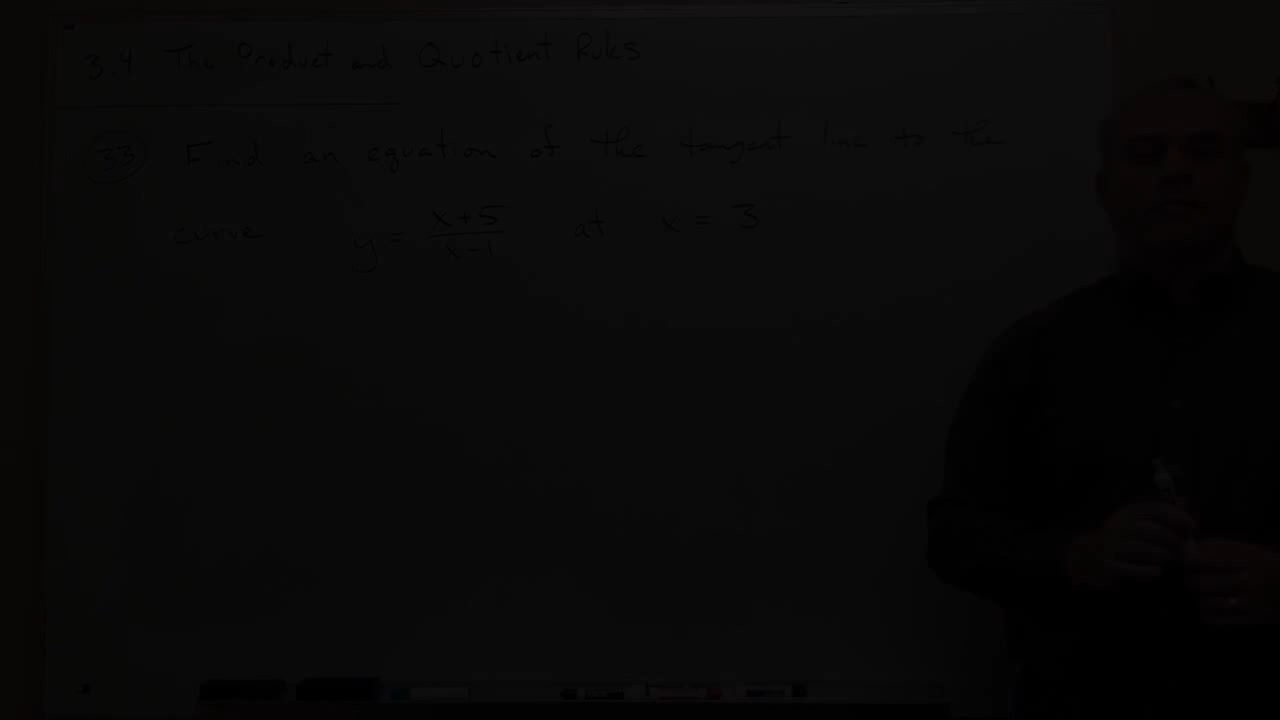 3.4 The Product and Quotient Rules
33 Find an equation of the tangent line to the
curve y = x+5/x-1 at x = 3